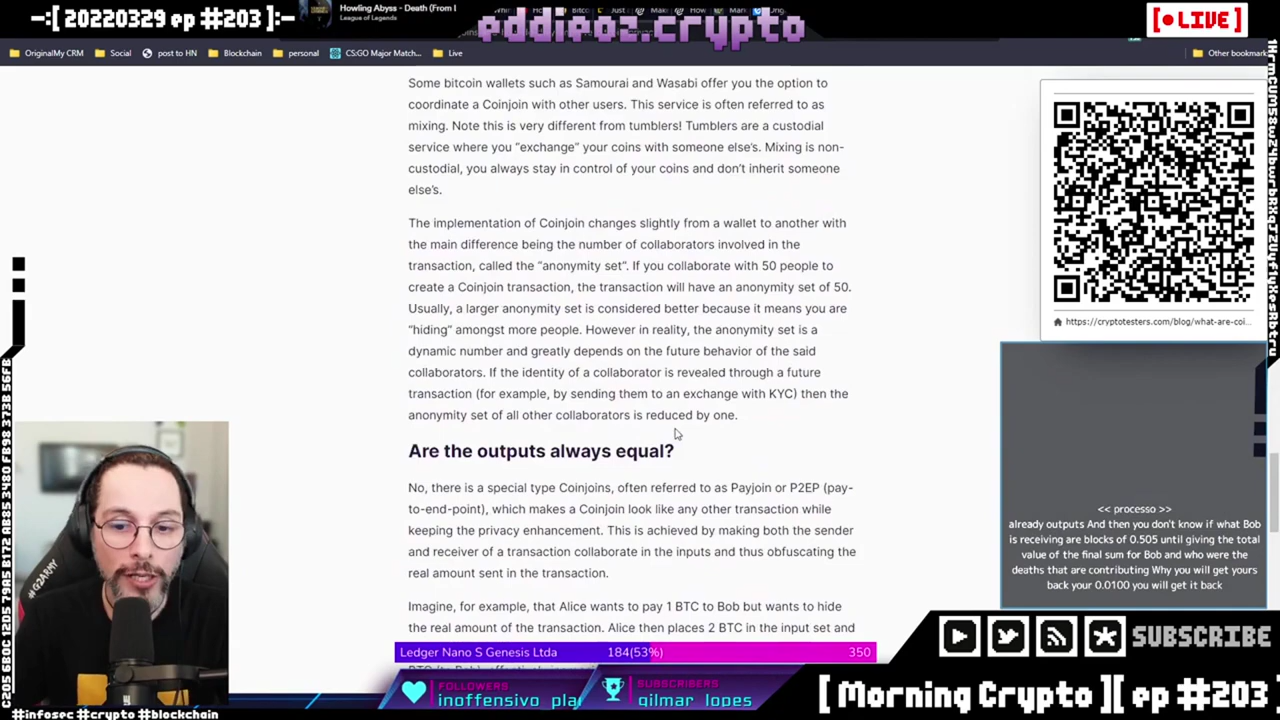 -:[ 20220329 ep #203 ]:-
Howling Abyss - Death (From L
League of Legends
eddieoz.crypto
[● LIVE]
OriginalMy CRM
Social
post to HN
Blockchain
personal
CS:GO Major Match...
Live
Other bookmark
Some bitcoin wallets such as Samourai and Wasabi offer you the option to
coordinate a Coinjoin with other users. This service is often referred to as
mixing. Note this is very different from tumblers! Tumblers are a custodial
service where you "exchange" your coins with someone else's. Mixing is non-
custodial, you always stay in control of your coins and don't inherit someone
else's.
The implementation of Coinjoin changes slightly from a wallet to another with
the main difference being the number of collaborators involved in the
transaction, called the "anonymity set". If you collaborate with 50 people to
create a Coinjoin transaction, the transaction will have an anonymity set of 50.
Usually, a larger anonymity set is considered better because it means you are
"hiding" amongst more people. However in reality, the anonymity set is a
dynamic number and greatly depends on the future behavior of the said
collaborators. If the identity of a collaborator is revealed through a future
transaction (for example, by sending them to an exchange with KYC) then the
anonymity set of all other collaborators is reduced by one.
Are the outputs always equal?
No, there is a special type Coinjoins, often referred to as Payjoin or P2EP (pay-
to-end-point), which makes a Coinjoin look like any other transaction while
keeping the privacy enhancement. This is achieved by making both the sender
and receiver of a transaction collaborate in the inputs and thus obfuscating the
real amount sent in the transaction.
Imagine, for example, that Alice wants to pay 1 BTC to Bob but wants to hide
the real amount of the transaction. Alice then places 2 BTC in the input set and
https://cryptotesters.com/blog/what-are-coi...
<< processo >>
already outputs And then you don't know if what Bob
is receiving are blocks of 0.505 until giving the total
value of the final sum for Bob and who were the
deaths that are contributing Why you will get yours
back your 0.0100 you will get it back
Ledger Nano S Genesis Ltda
184(53%)
350
FOLLOWERS
inoffensivo_pla
SUBSCRIBERS
gilmar_lopes
SUBSCRIBE
[ Morning Crypto ][ ep #203 ]
#infosec #crypto #blockchain